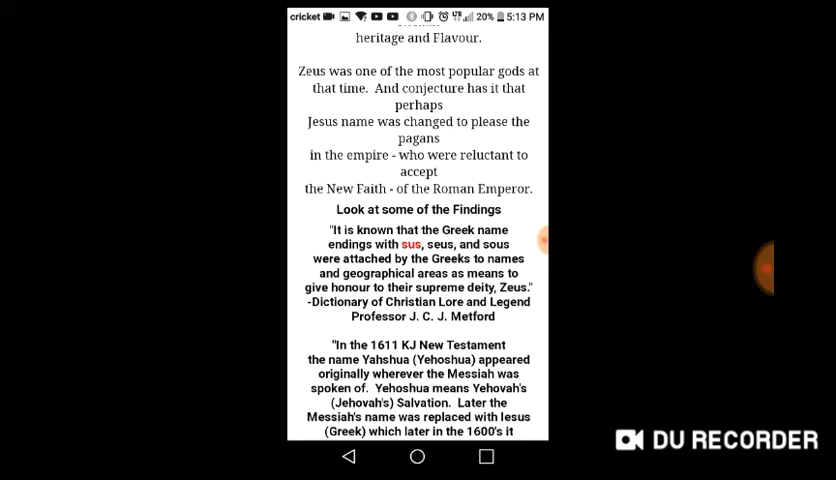 cricket 20% 5:13 PM
heritage and Flavour.
Zeus was one of the most popular gods at
that time. And conjecture has it that
perhaps
Jesus name was changed to please the
pagans
in the empire - who were reluctant to
accept
the New Faith - of the Roman Emperor.
Look at some of the Findings
"It is known that the Greek name
endings with sus, seus, and sous
were attached by the Greeks to names
and geographical areas as means to
give honour to their supreme deity, Zeus."
-Dictionary of Christian Lore and Legend
Professor J. C. J. Metford
"In the 1611 KJ New Testament
the name Yahshua (Yehoshua) appeared
originally wherever the Messiah was
spoken of. Yehoshua means Yehovah's
(Jehovah's) Salvation. Later the
Messiah's name was replaced with Iesus
(Greek) which later in the 1600's it
DU RECORDER